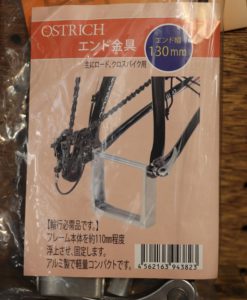 OSTRICH
エンド金具
エンド幅
130mm
主にロード、クロスバイク用
【輪行必需品です。】
フレーム本体を約110mm程度
浮上させ、固定します。
アルミ製で軽量コンパクトです。
4562163943823